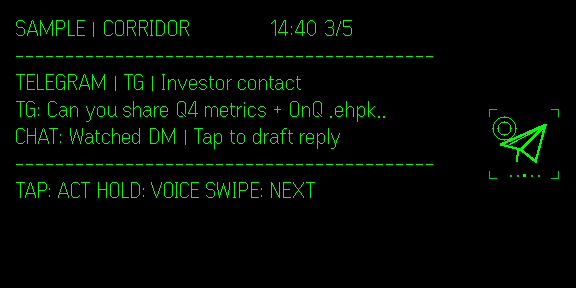 SAMPLE | CORRIDOR 14:40 3/5
TELEGRAM | TG | Investor contact
TG: Can you share Q4 metrics + OnQ .ehpk..
CHAT: Watched DM | Tap to draft reply
TAP: ACT HOLD: VOICE SWIPE: NEXT